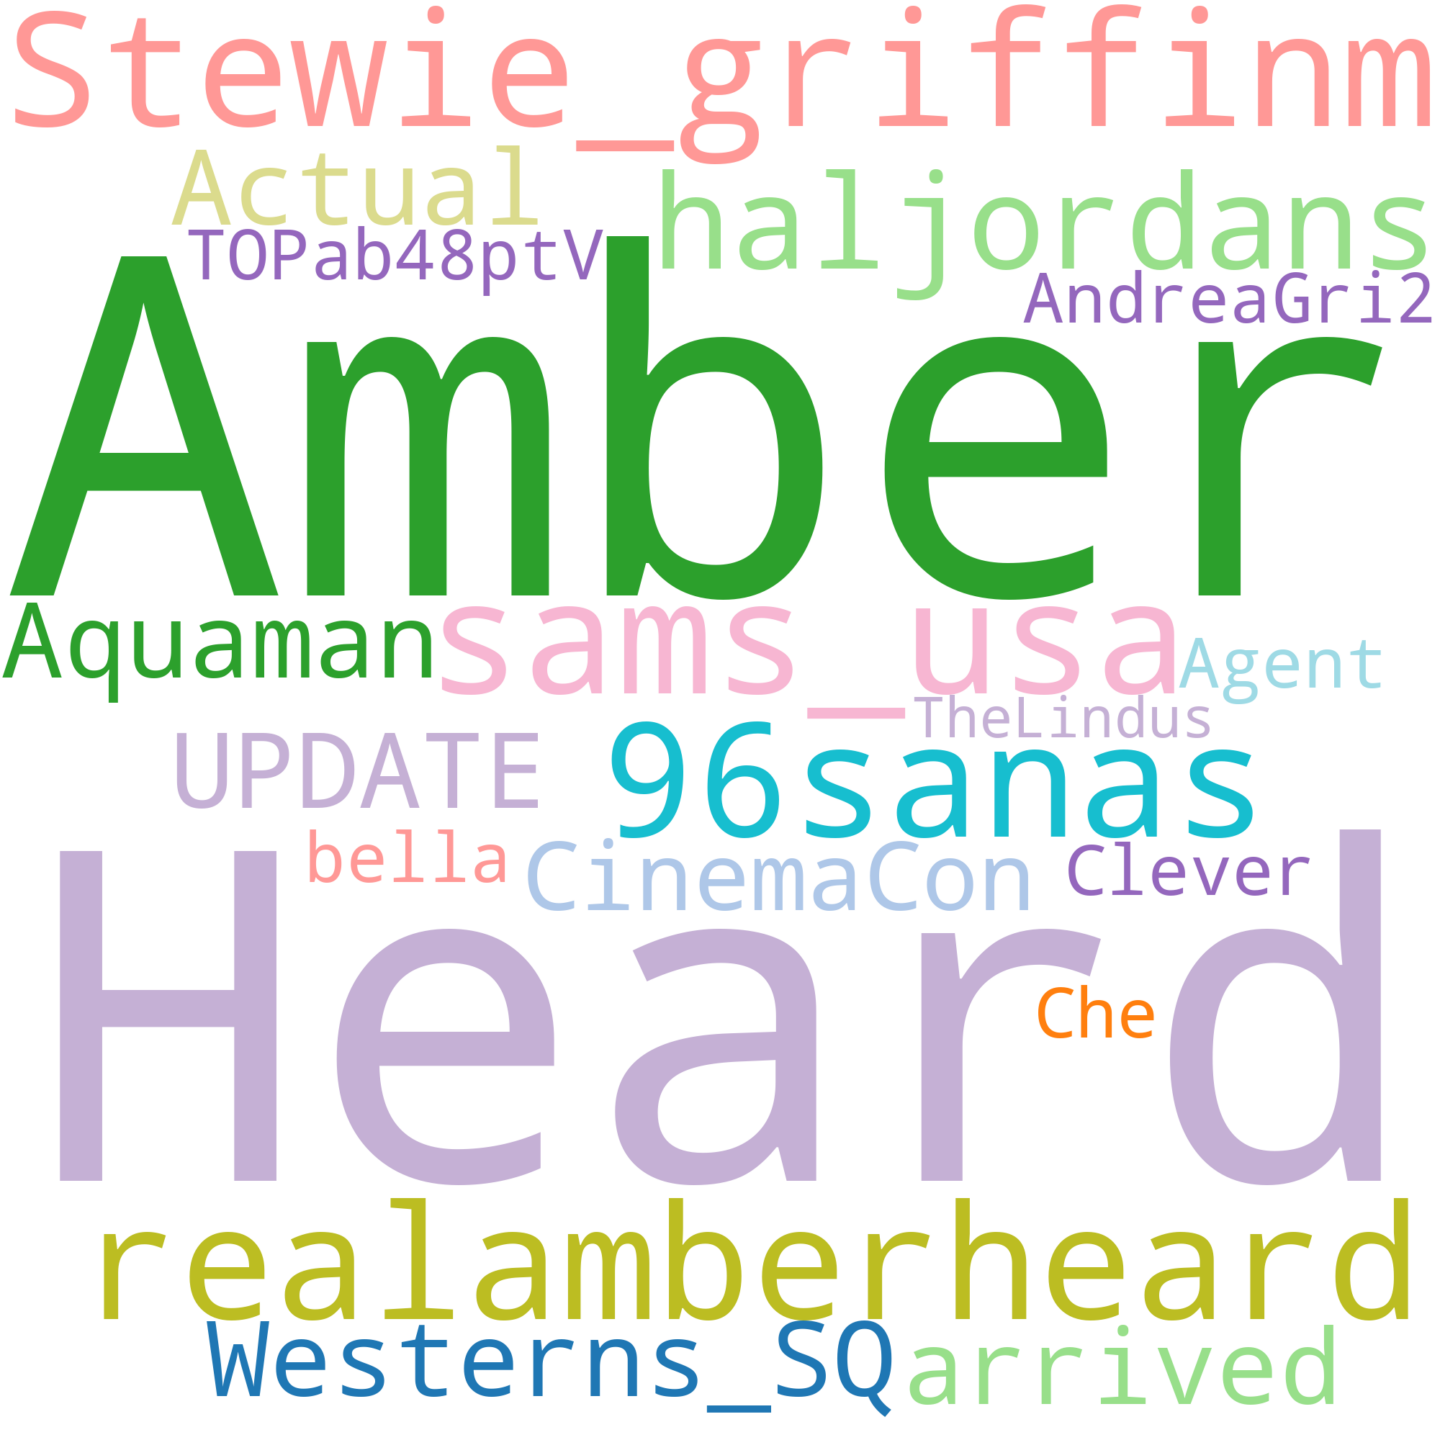 Stewie_griffinm
Actual haljordans
TOPab48ptV AndreaGri2
Amber
Aquaman sams_usa Agent
TheLindus
UPDATE 96sanas
bella CinemaCon Clever
Heard
Che
realamberheard
Westerns_SQ arrived